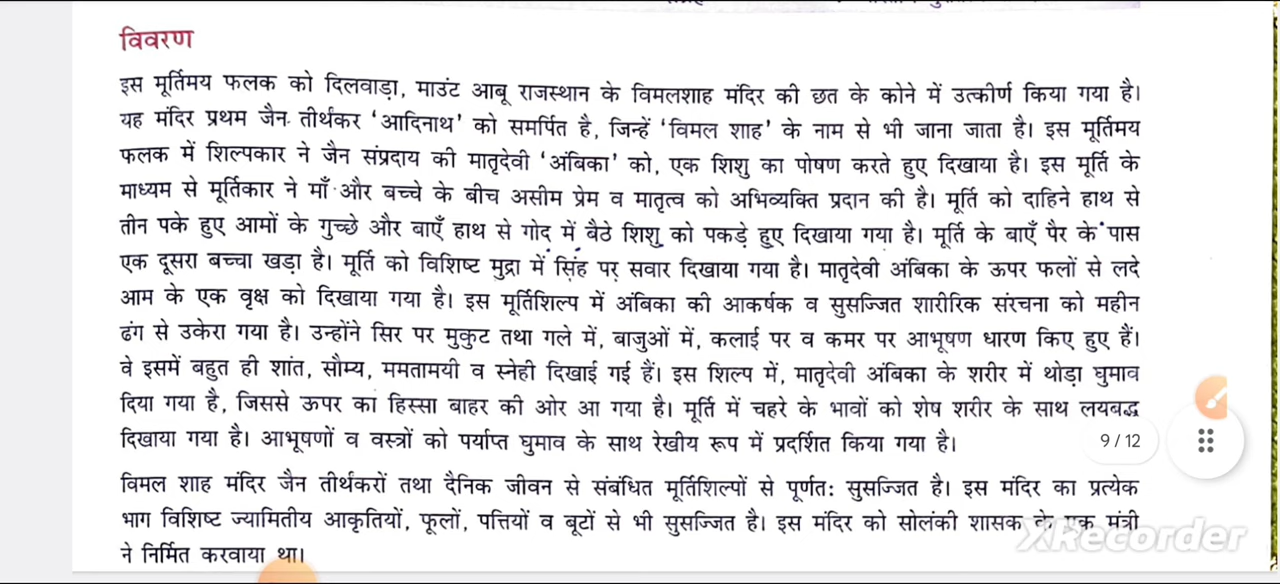 विवरण
इस मूर्तिमय फलक को दिलवाड़ा, माउंट आबू राजस्थान के विमलशाह मंदिर की छत के कोने में उत्कीर्ण किया गया है।
यह मंदिर प्रथम जैन तीर्थंकर ‘आदिनाथ’ को समर्पित है, जिन्हें ‘विमल शाह’ के नाम से भी जाना जाता है। इस मूर्तिमय
फलक में शिल्पकार ने जैन संप्रदाय की मातृदेवी ‘अंबिका’ को, एक शिशु का पोषण करते हुए दिखाया है। इस मूर्ति के
माध्यम से मूर्तिकार ने माँ और बच्चे के बीच असीम प्रेम व मातृत्व को अभिव्यक्ति प्रदान की है। मूर्ति को दाहिने हाथ से
तीन पके हुए आमों के गुच्छे और बाएँ हाथ से गोद में बैठे शिशु को पकड़े हुए दिखाया गया है। मूर्ति के बाएँ पैर के पास
एक दूसरा बच्चा खड़ा है। मूर्ति को विशिष्ट मुद्रा में सिंह पर सवार दिखाया गया है। मातृदेवी अंबिका के ऊपर फलों से लदे
आम के एक वृक्ष को दिखाया गया है। इस मूर्तिशिल्प में अंबिका की आकर्षक व सुसज्जित शारीरिक संरचना को महीन
ढंग से उकेरा गया है। उन्होंने सिर पर मुकुट तथा गले में, बाजुओं में, कलाई पर व कमर पर आभूषण धारण किए हुए हैं।
वे इसमें बहुत ही शांत, सौम्य, ममतामयी व स्नेही दिखाई गई हैं। इस शिल्प में, मातृदेवी अंबिका के शरीर में थोड़ा घुमाव
दिया गया है, जिससे ऊपर का हिस्सा बाहर की ओर आ गया है। मूर्ति में चहरे के भावों को शेष शरीर के साथ लयबद्ध
दिखाया गया है। आभूषणों व वस्त्रों को पर्याप्त घुमाव के साथ रेखीय रूप में प्रदर्शित किया गया है।
9 / 12
विमल शाह मंदिर जैन तीर्थंकरों तथा दैनिक जीवन से संबंधित मूर्तिशिल्पों से पूर्णतः सुसज्जित है। इस मंदिर का प्रत्येक
भाग विशिष्ट ज्यामितीय आकृतियों, फूलों, पत्तियों व बूटों से भी सुसज्जित है। इस मंदिर को सोलंकी शासक के एक मंत्री
ने निर्मित करवाया था।
XRecorder